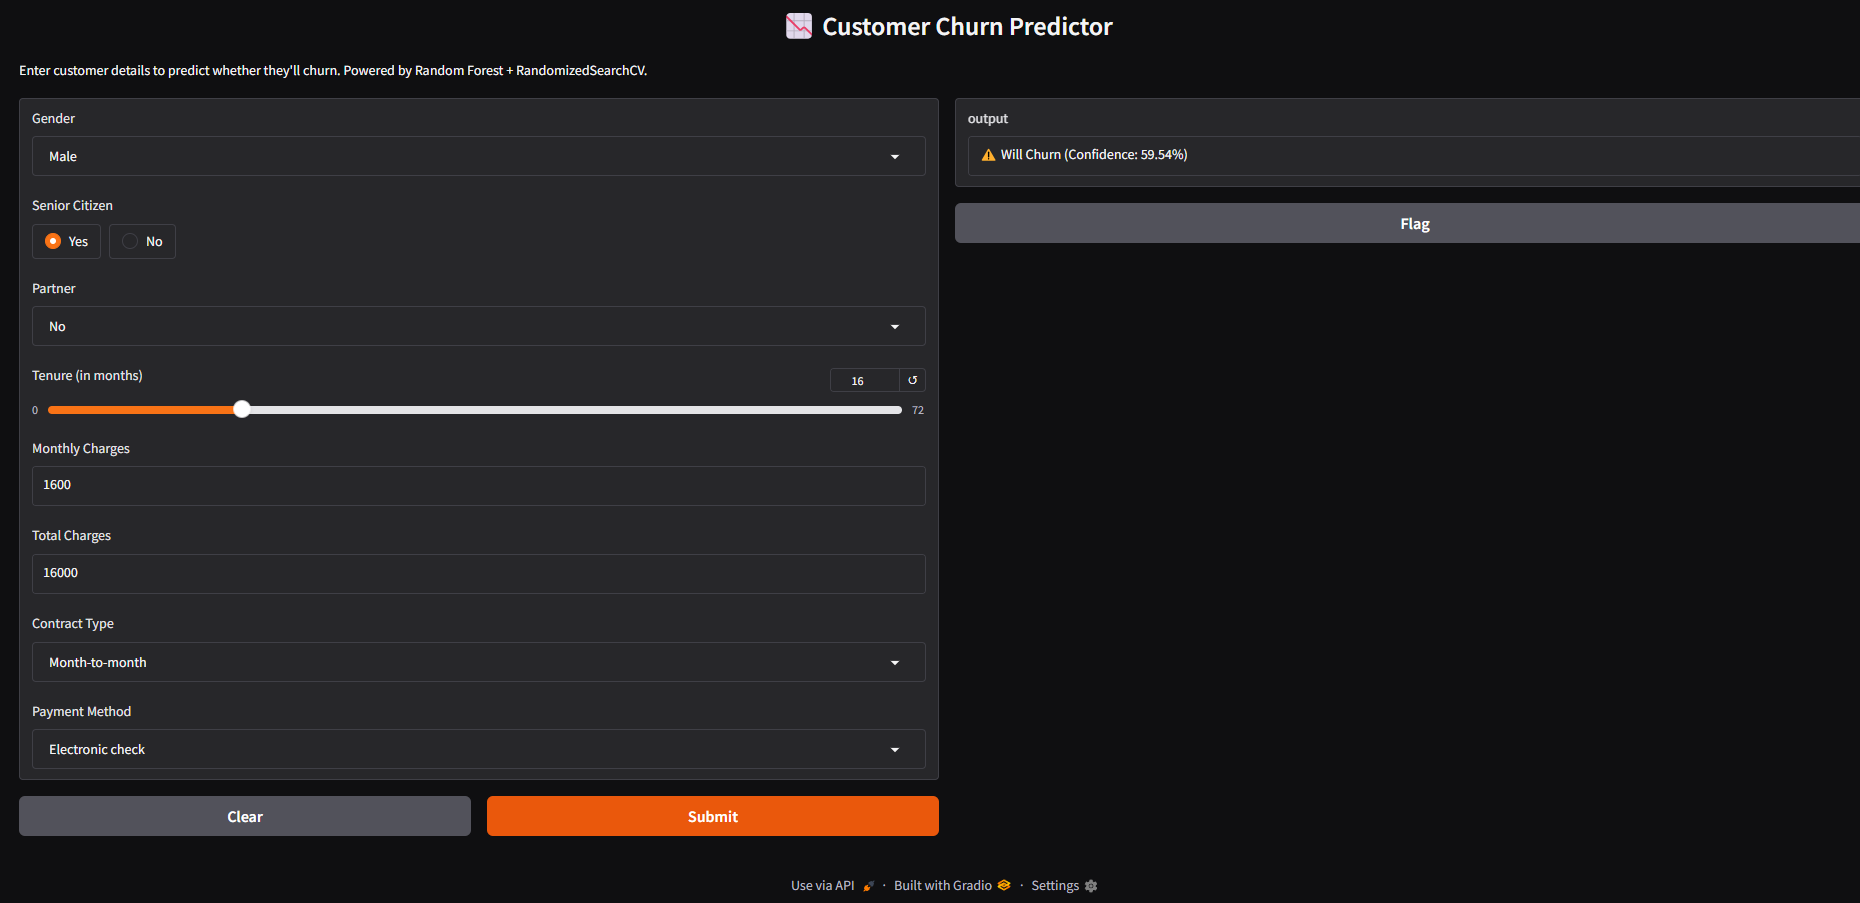 Customer Churn Predictor
Enter customer details to predict whether they'll churn. Powered by Random Forest + RandomizedSearchCV.
Gender
Male
Senior Citizen
Yes No
Partner
No
Tenure (in months)
16
0 72
Monthly Charges
1600
Total Charges
16000
Contract Type
Month-to-month
Payment Method
Electronic check
Clear Submit
output
Will Churn (Confidence: 59.54%)
Flag
Use via API · Built with Gradio · Settings